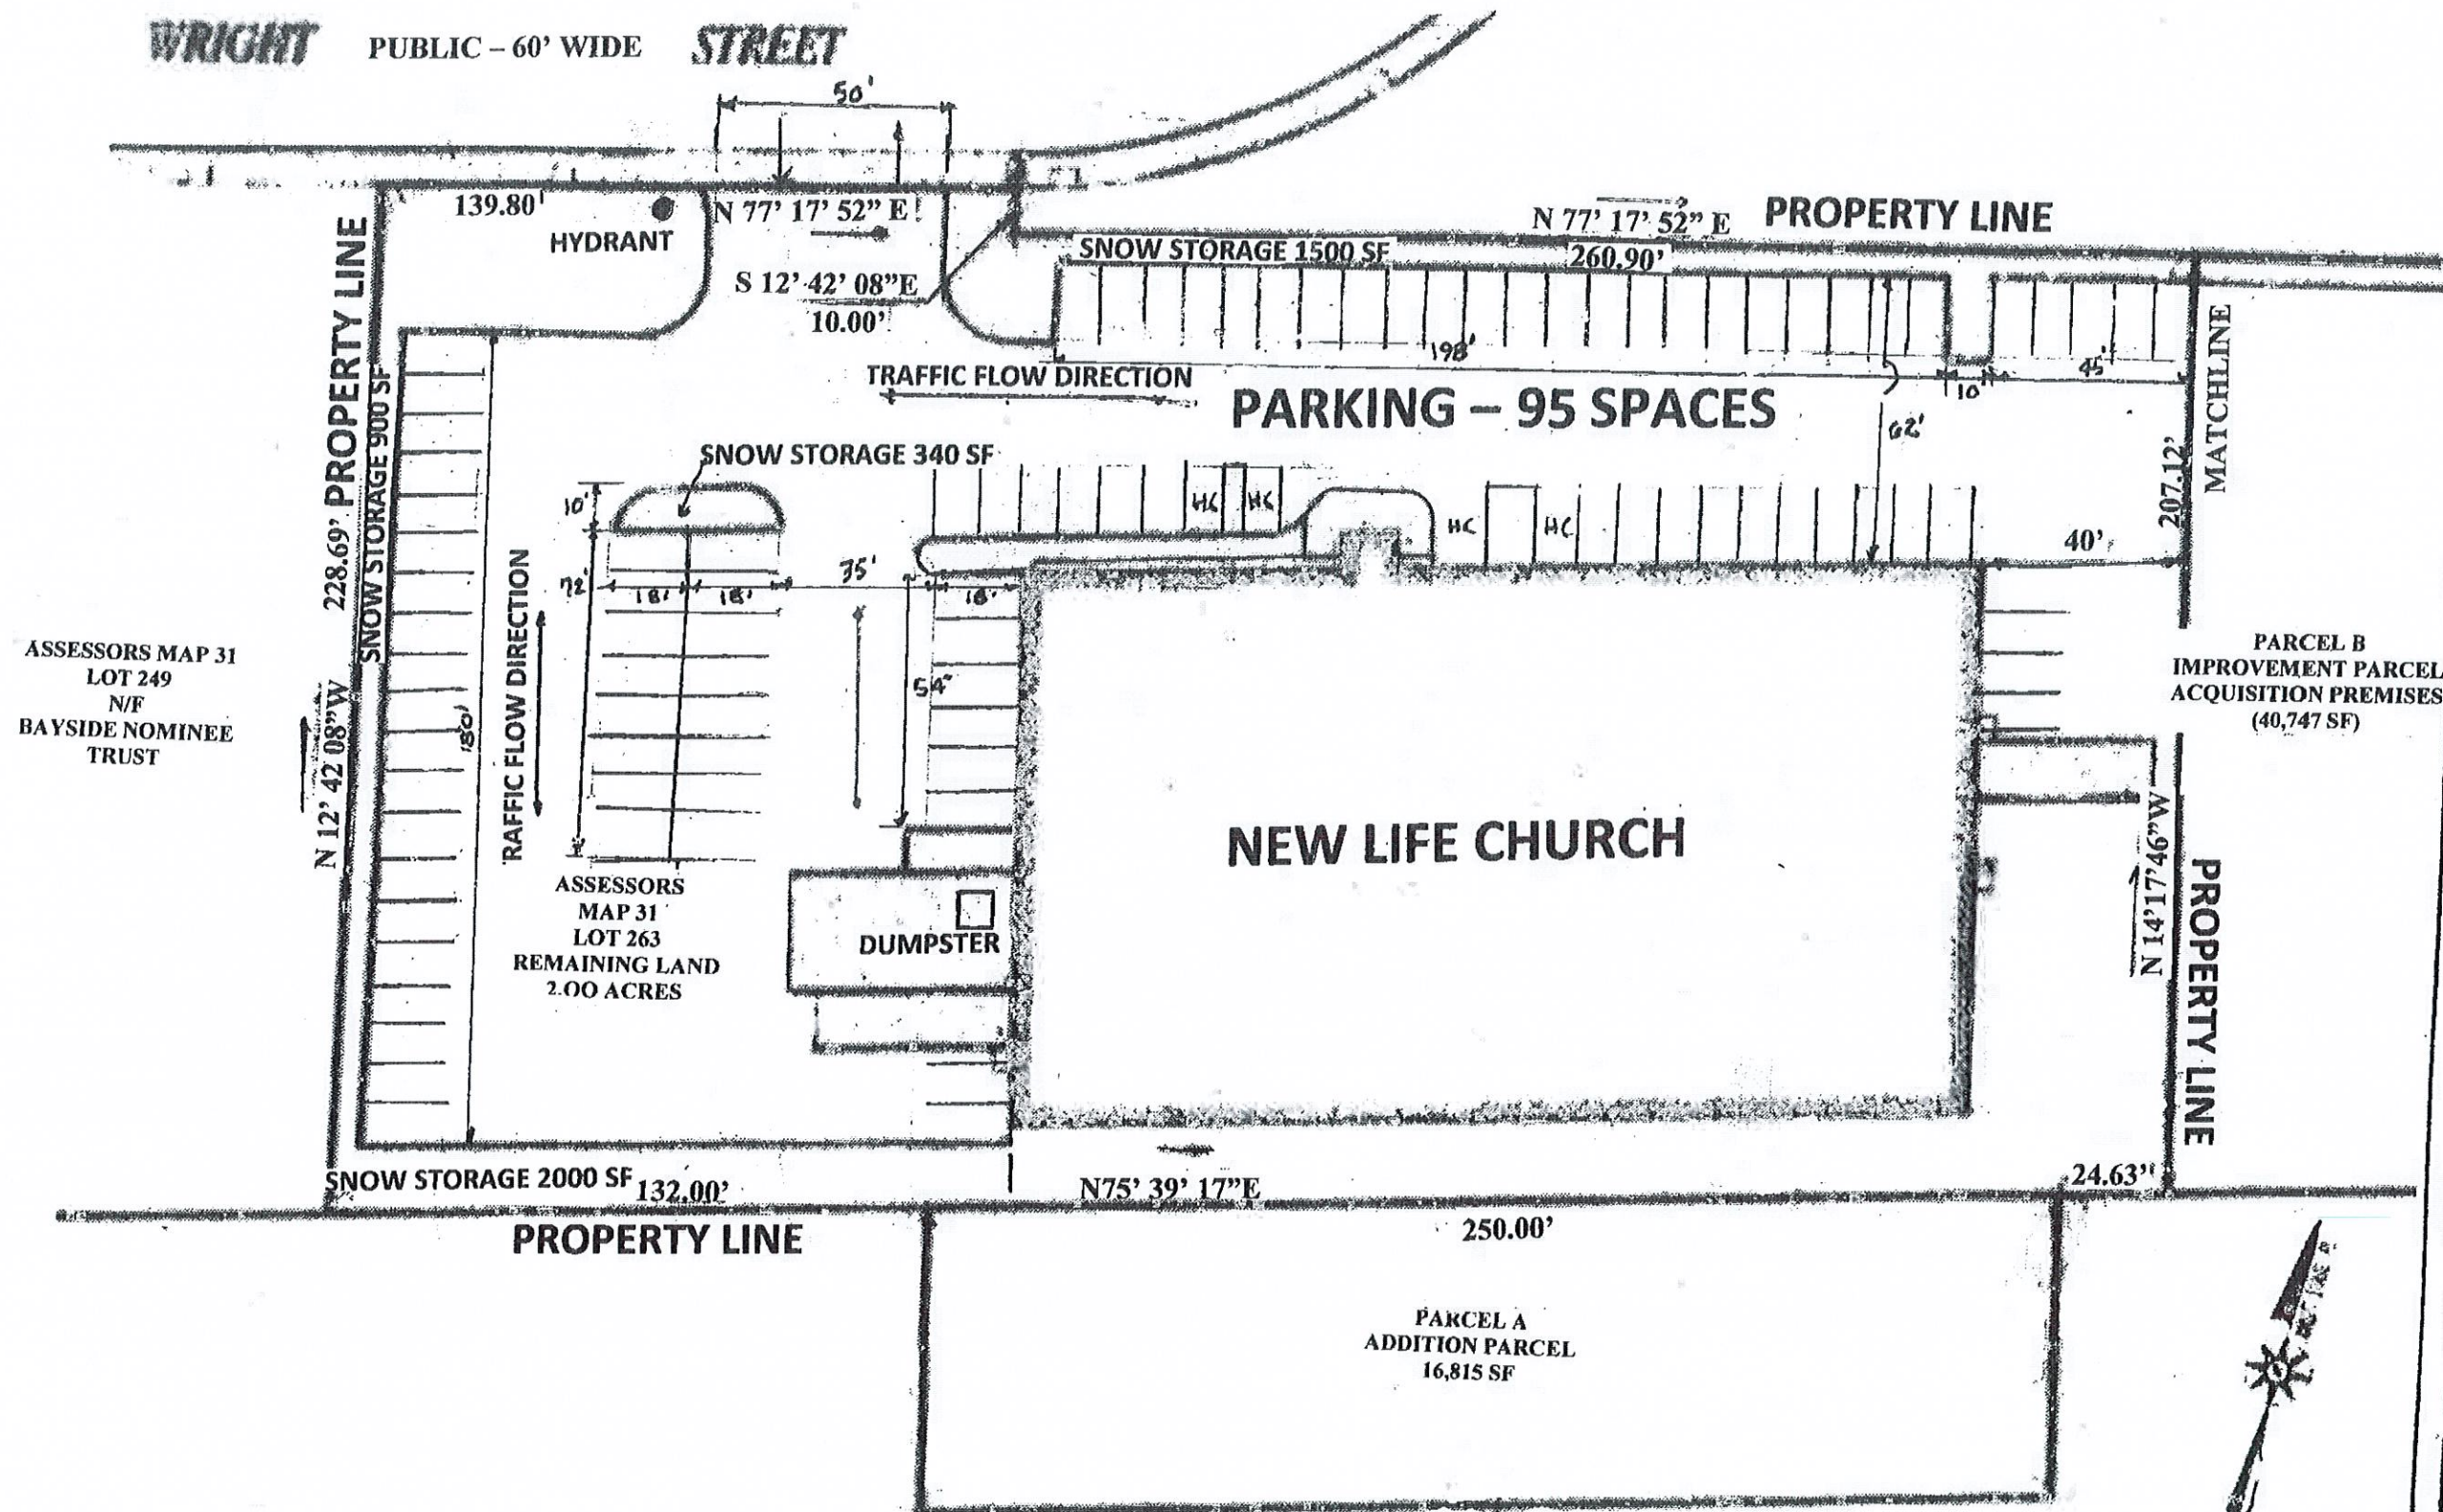 WRIGHT PUBLIC – 60’ WIDE STREET
50'
139.80'
HYDRANT
N 77’ 17’ 52” E
S 12’ 42’ 08”E
10.00’
N 77’ 17’ 52” E PROPERTY LINE
SNOW STORAGE 1500 SF
260.90’
198'
10'
45'
TRAFFIC FLOW DIRECTION
PARKING – 95 SPACES
62'
MATCHLINE
207.12’
40’
228.69’ PROPERTY LINE
SNOW STORAGE 900 SF
N 12’ 42 08”W
SNOW STORAGE 340 SF
10'
HC
HC
HC
HC
72'
18'
18'
35'
18'
54"
180'
RAFFIC FLOW DIRECTION
ASSESSORS MAP 31
LOT 249
N/F
BAYSIDE NOMINEE
TRUST
PARCEL B
IMPROVEMENT PARCEL
ACQUISITION PREMISES
(40,747 SF)
NEW LIFE CHURCH
ASSESSORS
MAP 31
LOT 263
REMAINING LAND
2.OO ACRES
DUMPSTER
N 14’17’46”W
PROPERTY LINE
SNOW STORAGE 2000 SF
132.00’
N75’ 39’ 17”E
24.63’
PROPERTY LINE
250.00’
PARCEL A
ADDITION PARCEL
16,815 SF